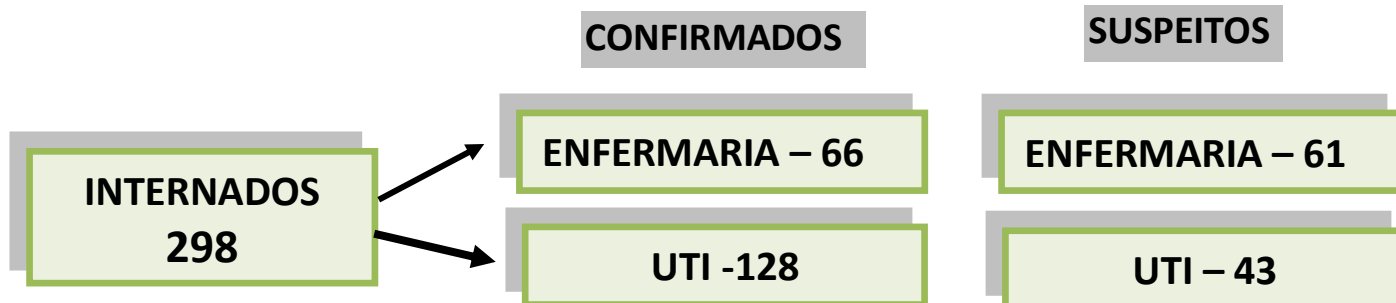 CONFIRMADOS
SUSPEITOS
INTERNADOS
298
ENFERMARIA – 66
ENFERMARIA – 61
UTI -128
UTI – 43